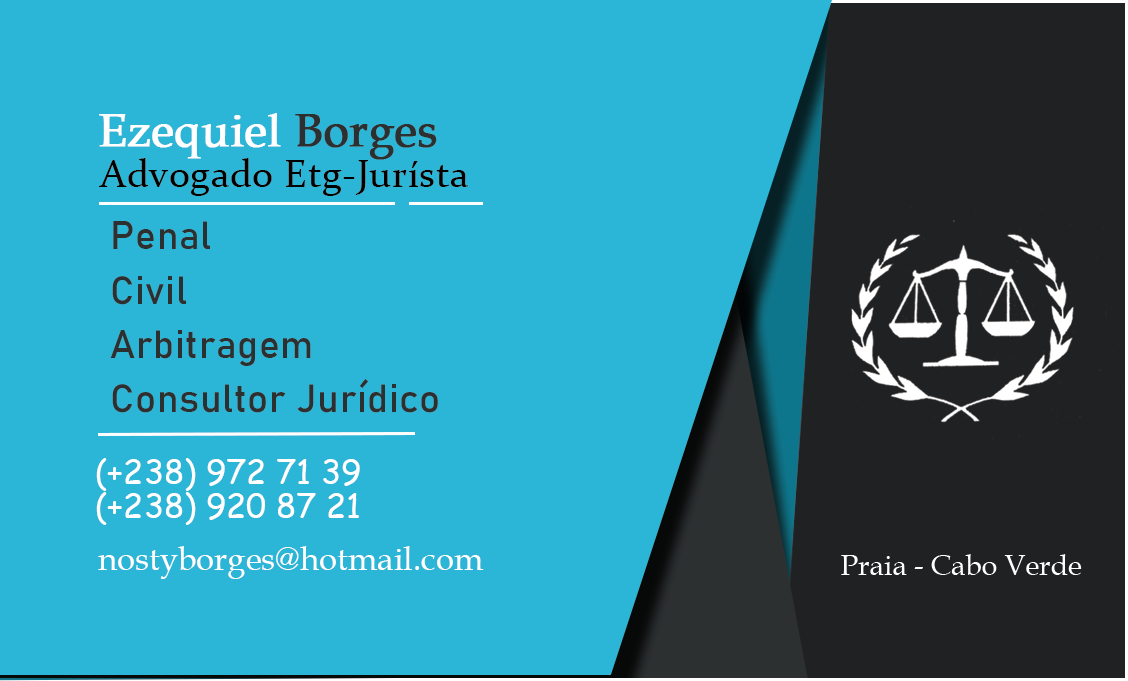 Ezequiel Borges
Advogado Etg-Jurísta
Penal
Civil
Arbitragem
Consultor Jurídico
(+238) 972 71 39
(+238) 920 87 21
nostyborges@hotmail.com
Praia - Cabo Verde